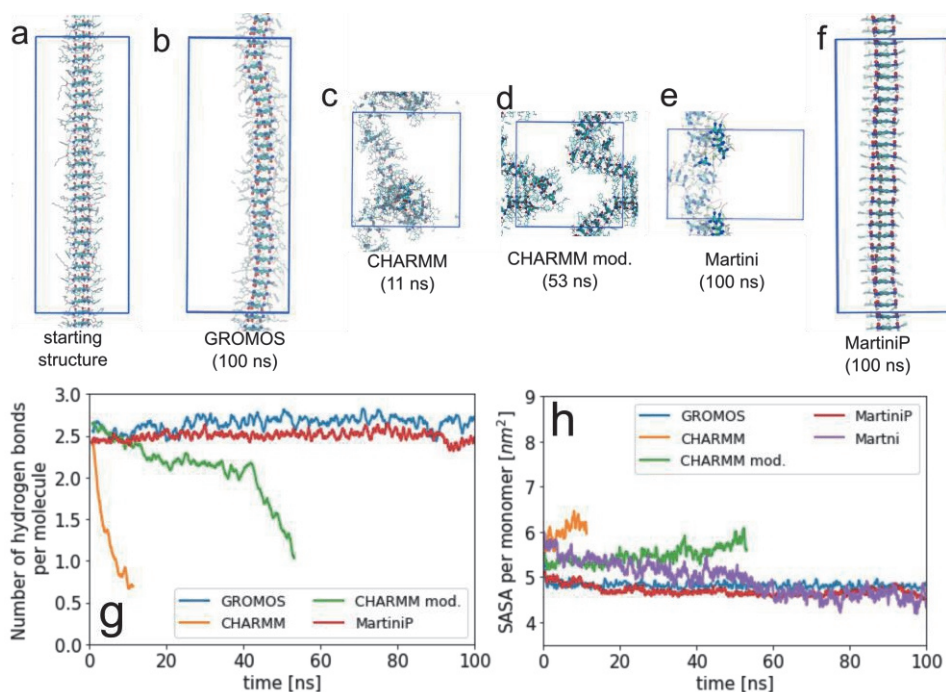 a
b
c
d
e
f
starting
structure
GROMOS
(100 ns)
CHARMM
(11 ns)
CHARMM mod.
(53 ns)
Martini
(100 ns)
MartiniP
(100 ns)
Number of hydrogen bonds
per molecule
3.0
2.5
2.0
1.5
1.0
0.5
0.0
g
GROMOS
CHARMM
CHARMM mod.
MartiniP
0 20 40 60 80 100
time [ns]
SASA per monomer [nm²]
9
8
7
6
5
4
h
GROMOS
CHARMM
CHARMM mod.
MartiniP
Martni
0 20 40 60 80 100
time [ns]